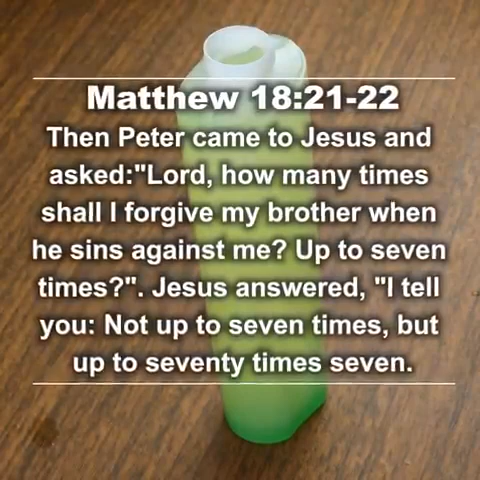 Matthew 18:21-22
Then Peter came to Jesus and
asked:"Lord, how many times
shall I forgive my brother when
he sins against me? Up to seven
times?". Jesus answered, "I tell
you: Not up to seven times, but
up to seventy times seven.